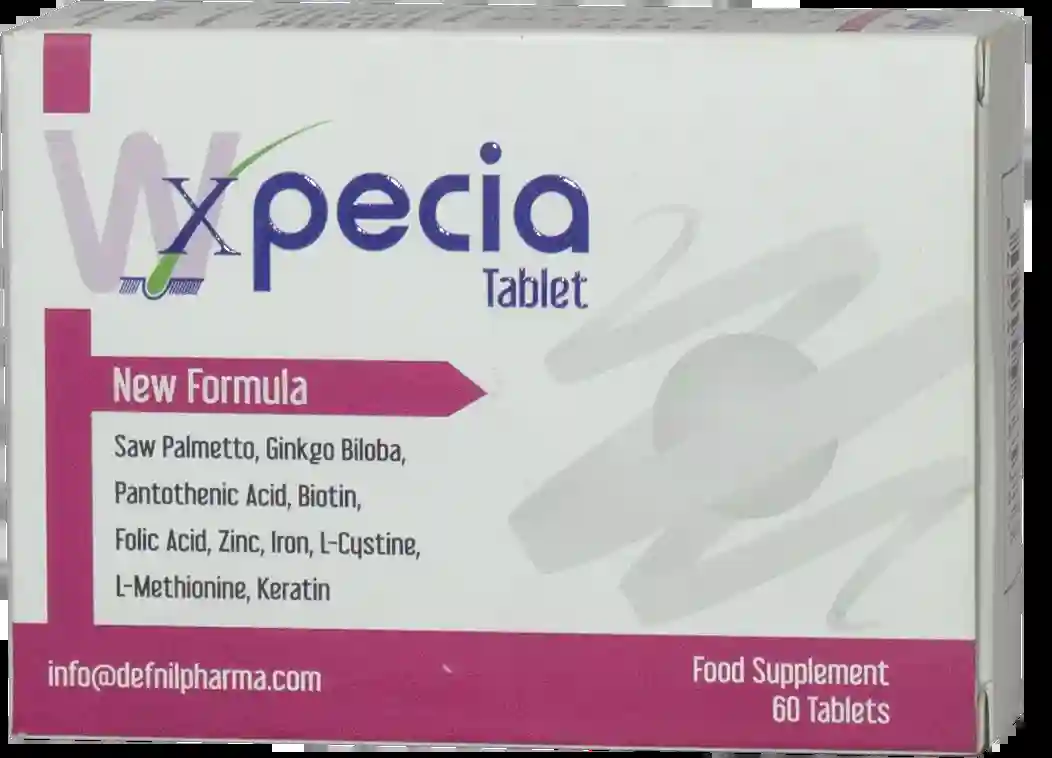 Wxpecia
Tablet
New Formula
Saw Palmetto, Ginkgo Biloba,
Pantothenic Acid, Biotin,
Folic Acid, Zinc, Iron, L-Cystine,
L-Methionine, Keratin
info@defnilpharma.com
Food Supplement
60 Tablets